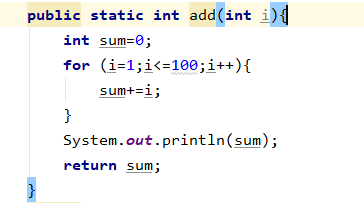 public static int add(int i){
int sum=0;
for (i=1;i<=100;i++){
sum+=i;
}
System.out.println(sum);
return sum;
}